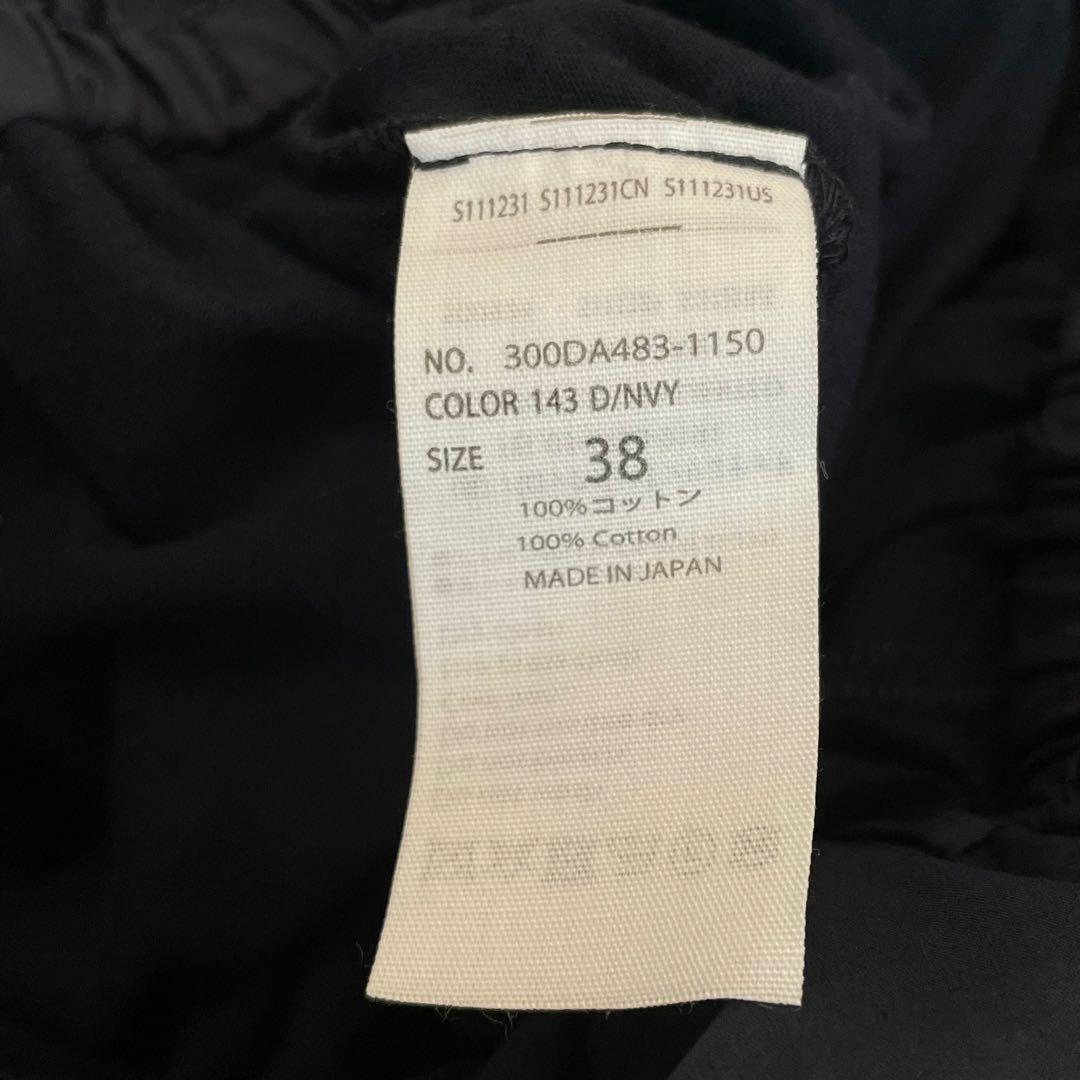 S111231 S111231CN S111231US
NO. 300DA483-1150
COLOR 143 D/NVY
SIZE 38
100%コットン
100% Cotton
MADE IN JAPAN